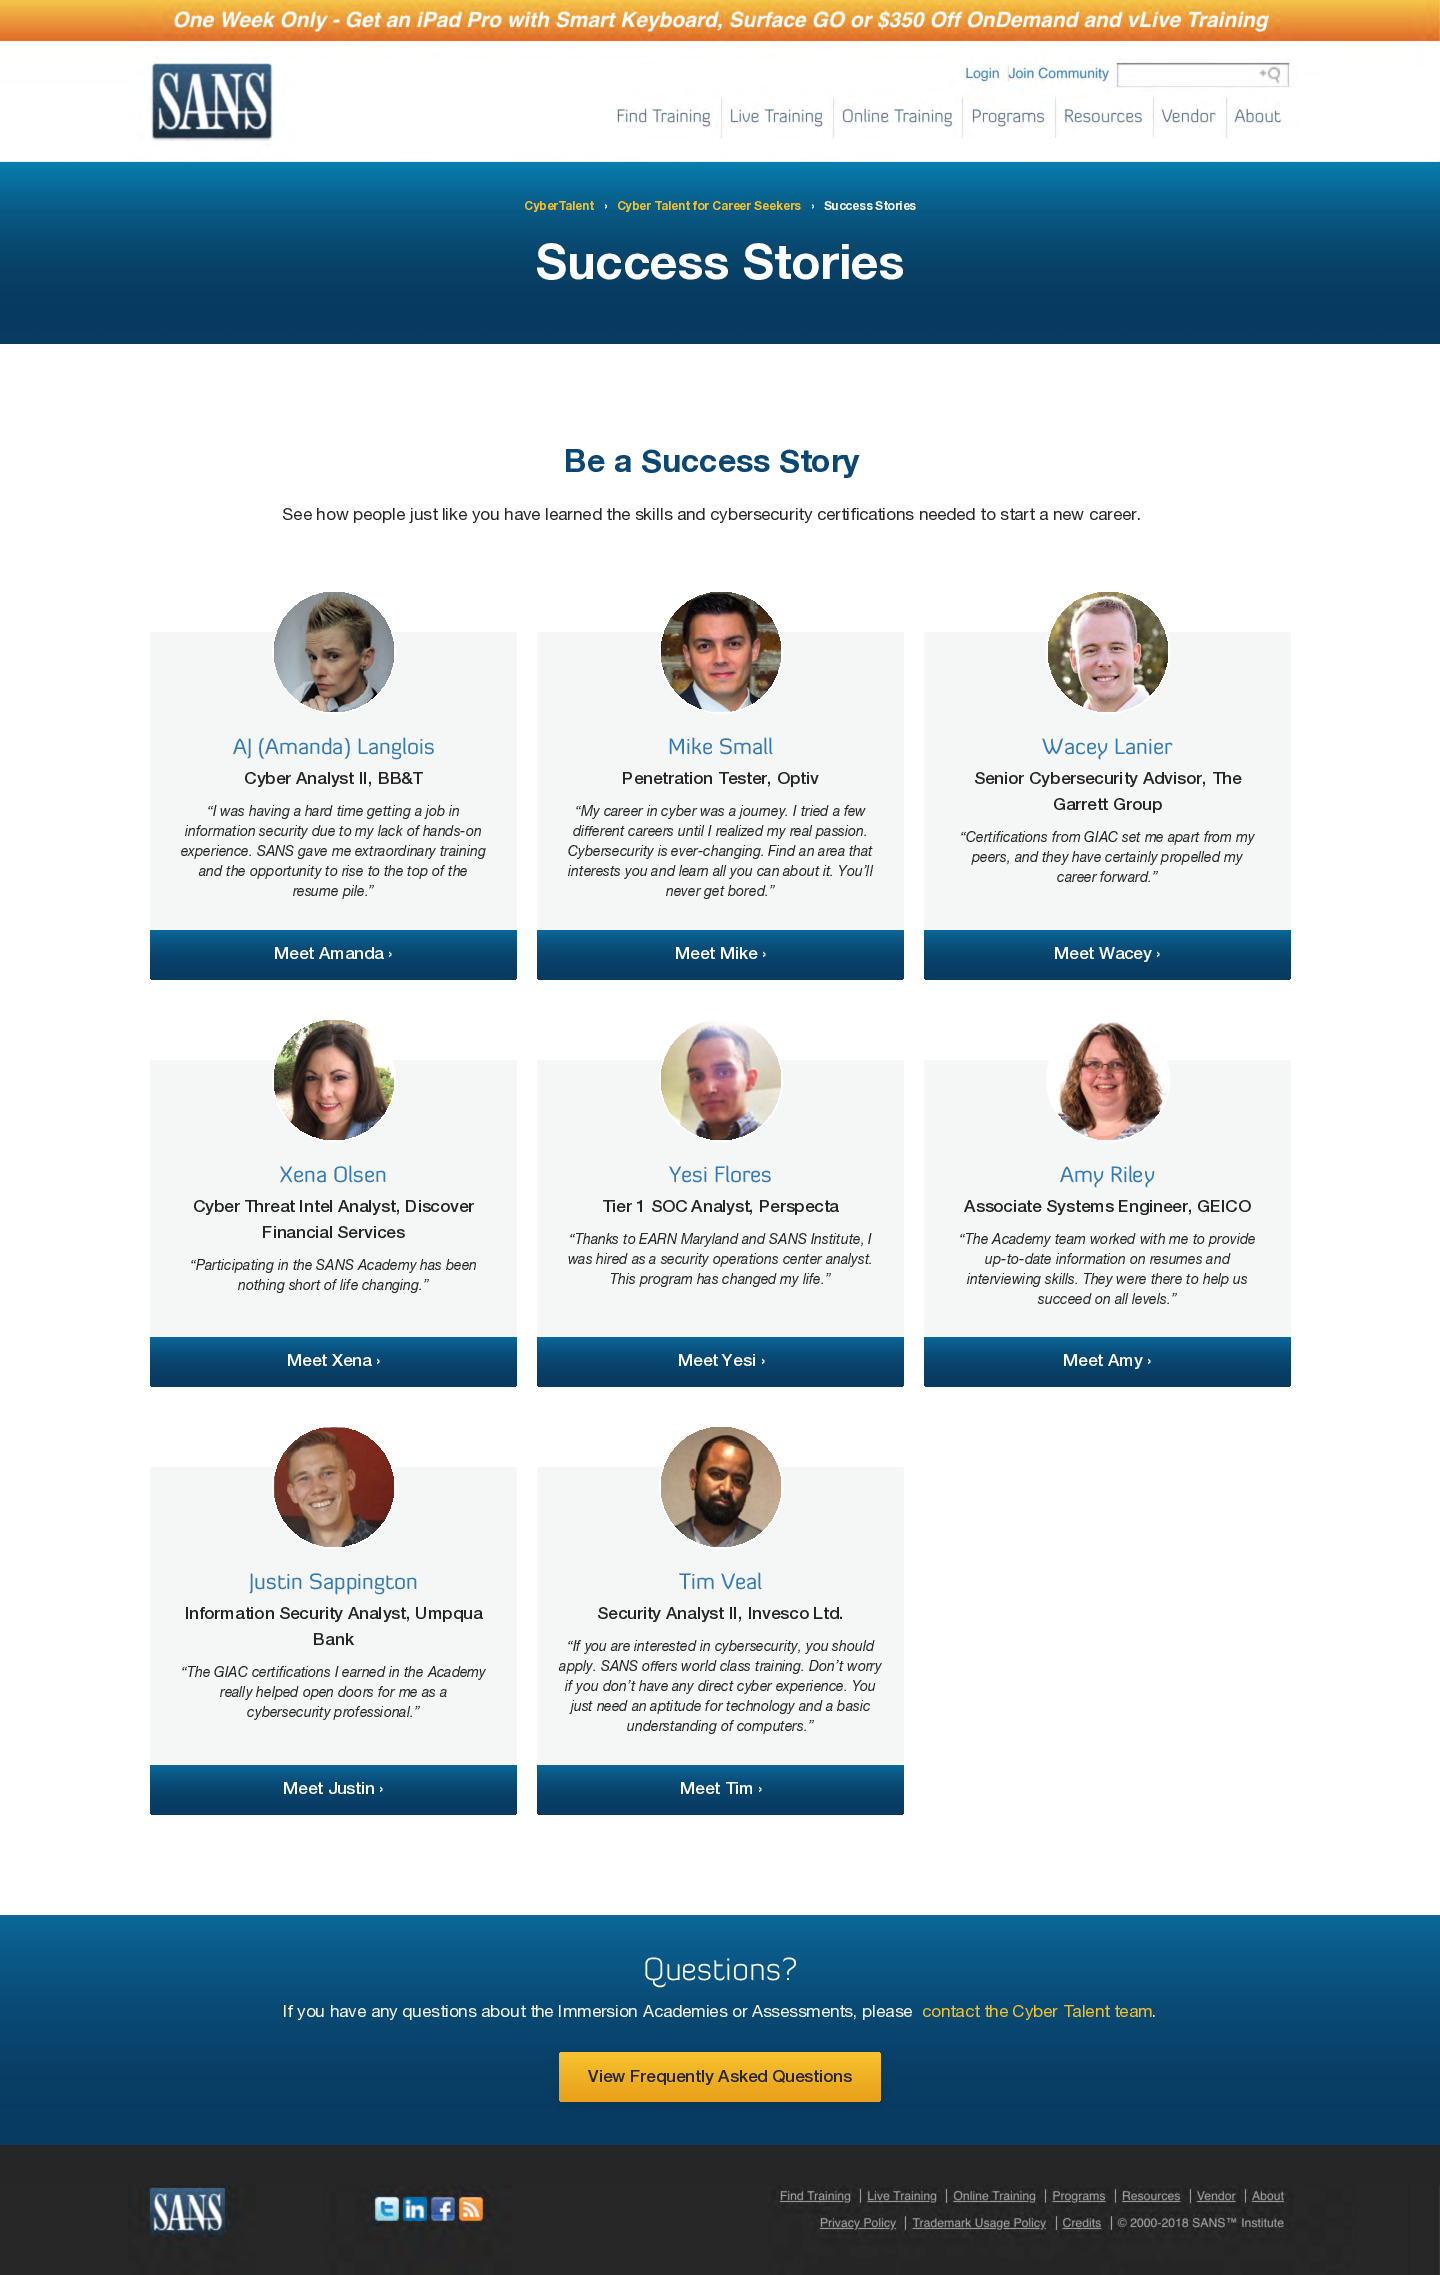 One Week Only - Get an iPad Pro with Smart Keyboard, Surface GO or $350 Off OnDemand and vLive Training
SANS
Login Join Community
Find Training Live Training Online Training Programs Resources Vendor About
CyberTalent › Cyber Talent for Career Seekers › Success Stories
Success Stories
Be a Success Story
See how people just like you have learned the skills and cybersecurity certifications needed to start a new career.
AJ (Amanda) Langlois
Cyber Analyst II, BB&T
“I was having a hard time getting a job in
information security due to my lack of hands-on
experience. SANS gave me extraordinary training
and the opportunity to rise to the top of the
resume pile.”
Meet Amanda ›
Mike Small
Penetration Tester, Optiv
“My career in cyber was a journey. I tried a few
different careers until I realized my real passion.
Cybersecurity is ever-changing. Find an area that
interests you and learn all you can about it. You’ll
never get bored.”
Meet Mike ›
Wacey Lanier
Senior Cybersecurity Advisor, The
Garrett Group
“Certifications from GIAC set me apart from my
peers, and they have certainly propelled my
career forward.”
Meet Wacey ›
Xena Olsen
Cyber Threat Intel Analyst, Discover
Financial Services
“Participating in the SANS Academy has been
nothing short of life changing.”
Meet Xena ›
Yesi Flores
Tier 1 SOC Analyst, Perspecta
“Thanks to EARN Maryland and SANS Institute, I
was hired as a security operations center analyst.
This program has changed my life.”
Meet Yesi ›
Amy Riley
Associate Systems Engineer, GEICO
“The Academy team worked with me to provide
up-to-date information on resumes and
interviewing skills. They were there to help us
succeed on all levels.”
Meet Amy ›
Justin Sappington
Information Security Analyst, Umpqua
Bank
“The GIAC certifications I earned in the Academy
really helped open doors for me as a
cybersecurity professional.”
Meet Justin ›
Tim Veal
Security Analyst II, Invesco Ltd.
“If you are interested in cybersecurity, you should
apply. SANS offers world class training. Don’t worry
if you don’t have any direct cyber experience. You
just need an aptitude for technology and a basic
understanding of computers.”
Meet Tim ›
Questions?
If you have any questions about the Immersion Academies or Assessments, please contact the Cyber Talent team.
View Frequently Asked Questions
SANS
Find Training | Live Training | Online Training | Programs | Resources | Vendor | About
Privacy Policy | Trademark Usage Policy | Credits | © 2000-2018 SANS™ Institute